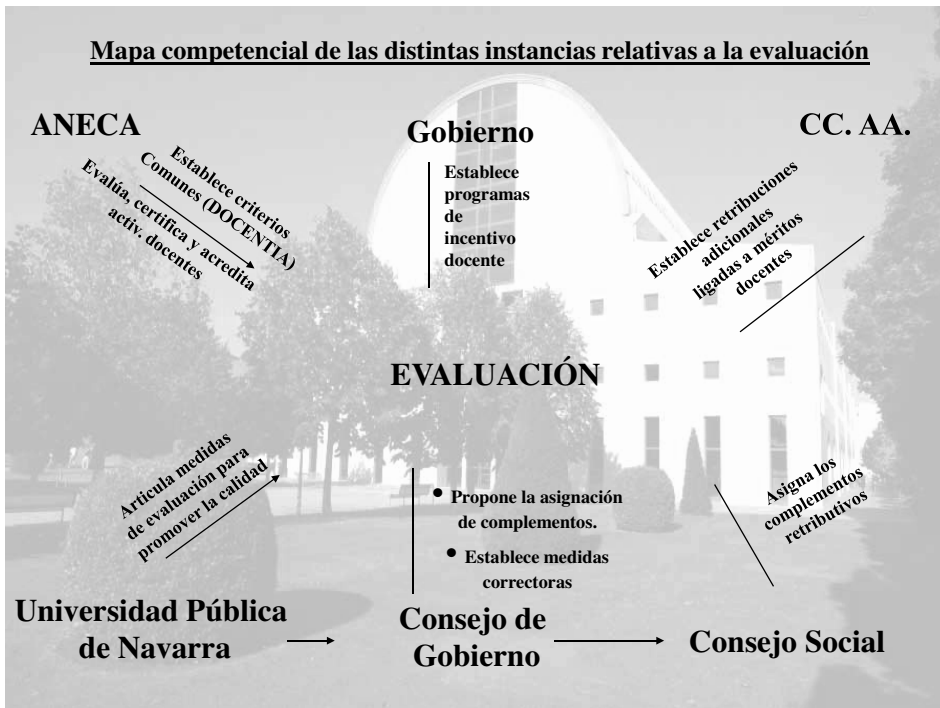 Mapa competencial de las distintas instancias relativas a la evaluación
ANECA
Establece criterios
Comunes (DOCENTIA)
Evalúa, certifica y acredita
activ. docentes
Gobierno
Establece
programas
de
incentivo
docente
CC. AA.
Establece retribuciones
adicionales
ligadas a méritos
docentes
EVALUACIÓN
Articula medidas
de evaluación para
promover la calidad
• Propone la asignación
de complementos.
• Establece medidas
correctoras
Asigna los
complementos
retributivos
Universidad Pública
de Navarra
Consejo de
Gobierno
Consejo Social